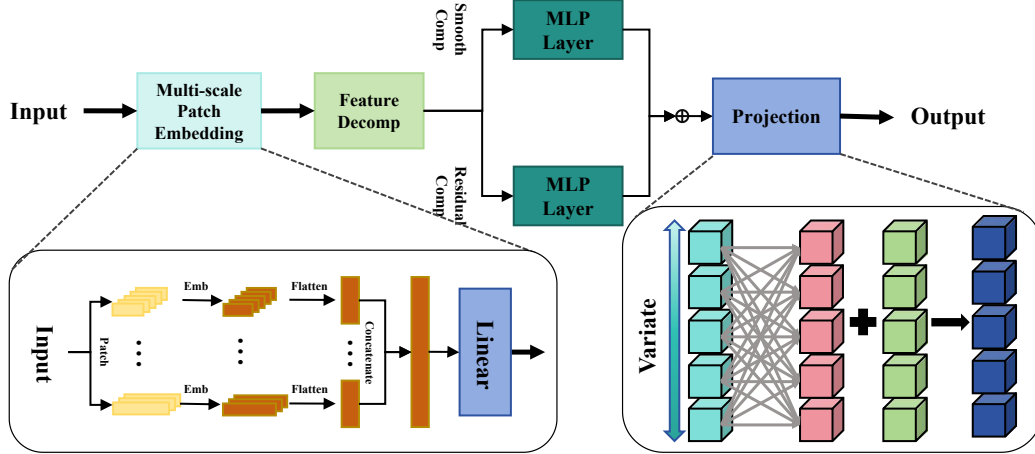 Input
Multi-scale
Patch
Embedding
Feature
Decomp
Smooth
Comp
MLP
Layer
Residual
Comp
MLP
Layer
Projection
Output
Input
Patch
Emb
Flatten
Emb
Flatten
Concatenate
Linear
Variate